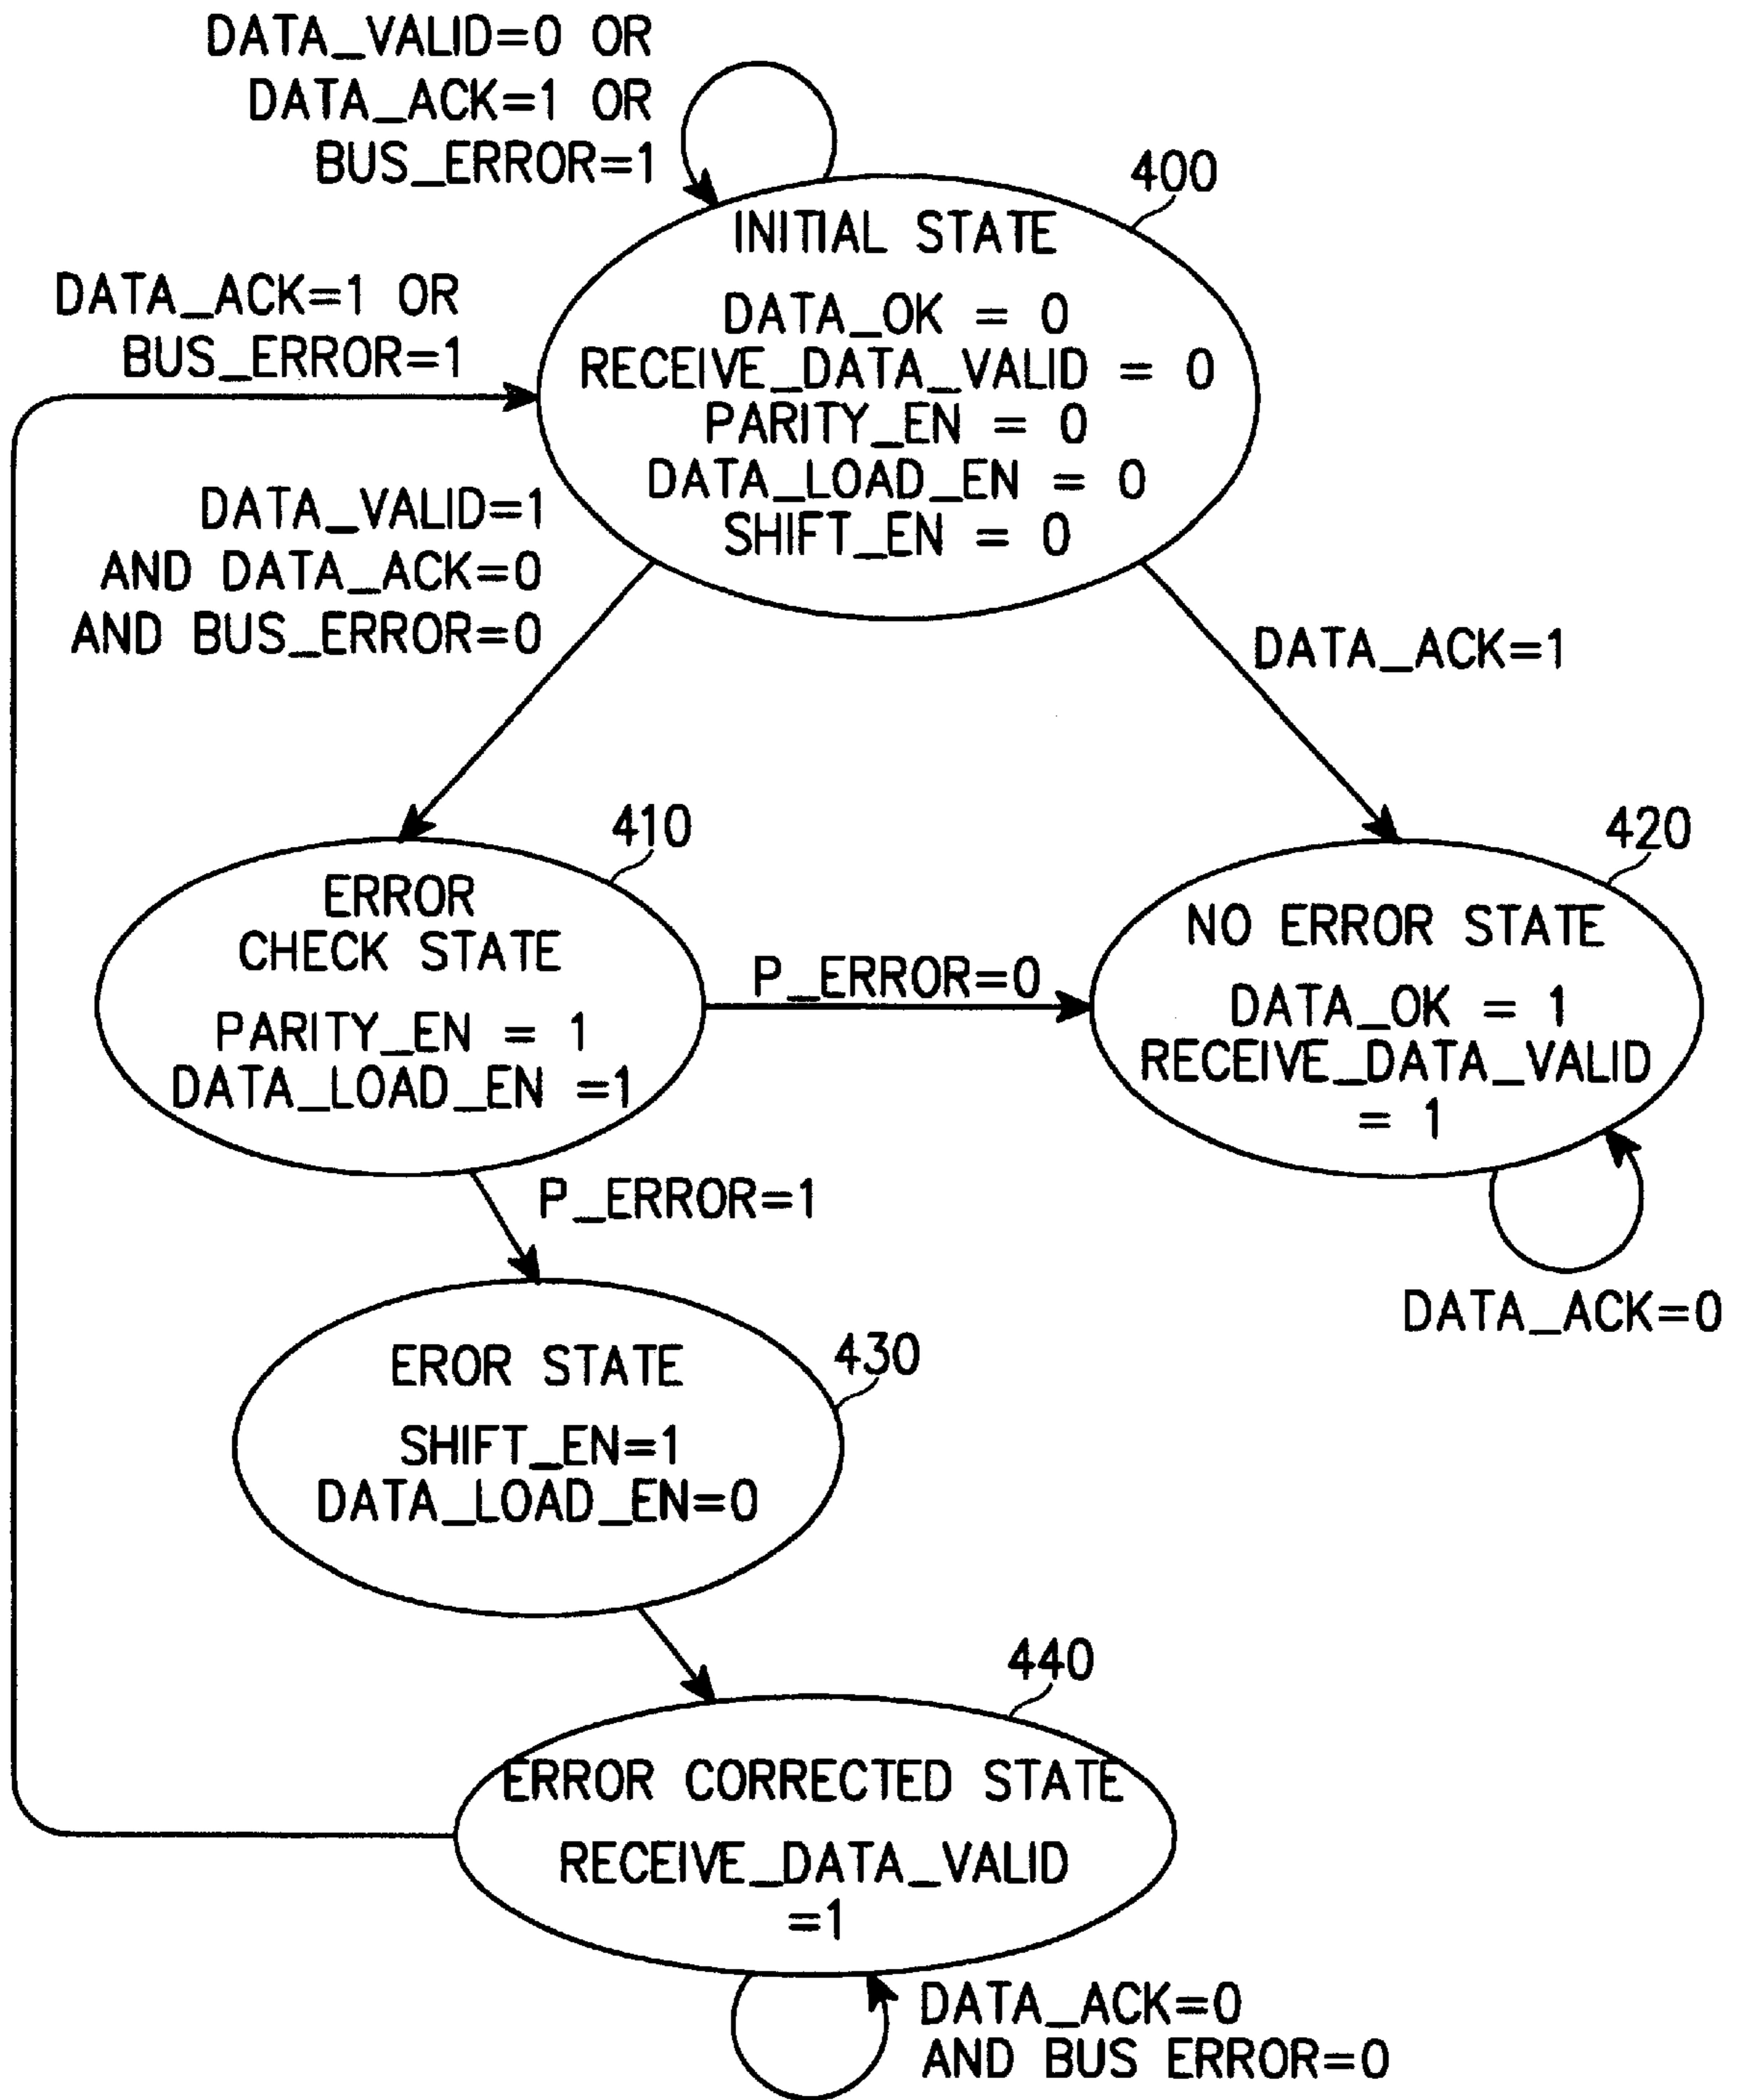 DATA_VALID=0 OR
DATA_ACK=1 OR
BUS_ERROR=1
400
INITIAL STATE
DATA_OK = 0
RECEIVE_DATA_VALID = 0
PARITY_EN = 0
DATA_LOAD_EN = 0
SHIFT_EN = 0
DATA_ACK=1 OR
BUS_ERROR=1
DATA_VALID=1
AND DATA_ACK=0
AND BUS_ERROR=0
DATA_ACK=1
410
ERROR
CHECK STATE
PARITY_EN = 1
DATA_LOAD_EN =1
P_ERROR=0
420
NO ERROR STATE
DATA_OK = 1
RECEIVE_DATA_VALID
= 1
DATA_ACK=0
P_ERROR=1
430
EROR STATE
SHIFT_EN=1
DATA_LOAD_EN=0
440
ERROR CORRECTED STATE
RECEIVE_DATA_VALID
=1
DATA_ACK=0
AND BUS ERROR=0